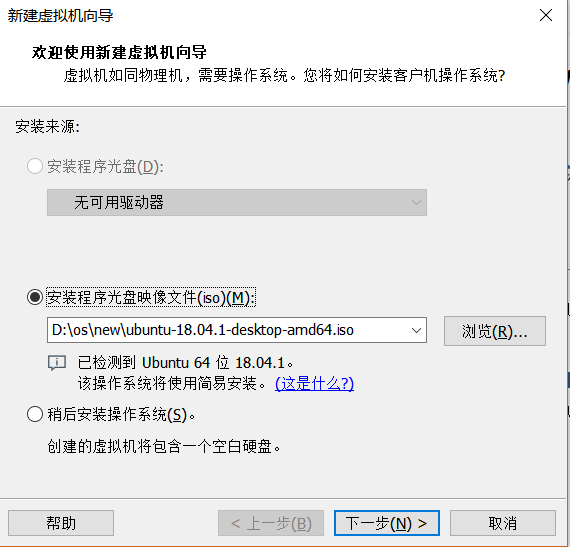 新建虚拟机向导
欢迎使用新建虚拟机向导
虚拟机如同物理机，需要操作系统。您将如何安装客户机操作系统?
安装来源:
安装程序光盘(D):
无可用驱动器
安装程序光盘映像文件(iso)(M):
D:\os\new\ubuntu-18.04.1-desktop-amd64.iso
浏览(R)...
已检测到 Ubuntu 64 位 18.04.1。
该操作系统将使用简易安装。(这是什么?)
稍后安装操作系统(S)。
创建的虚拟机将包含一个空白硬盘。
帮助
< 上一步(B)
下一步(N) >
取消